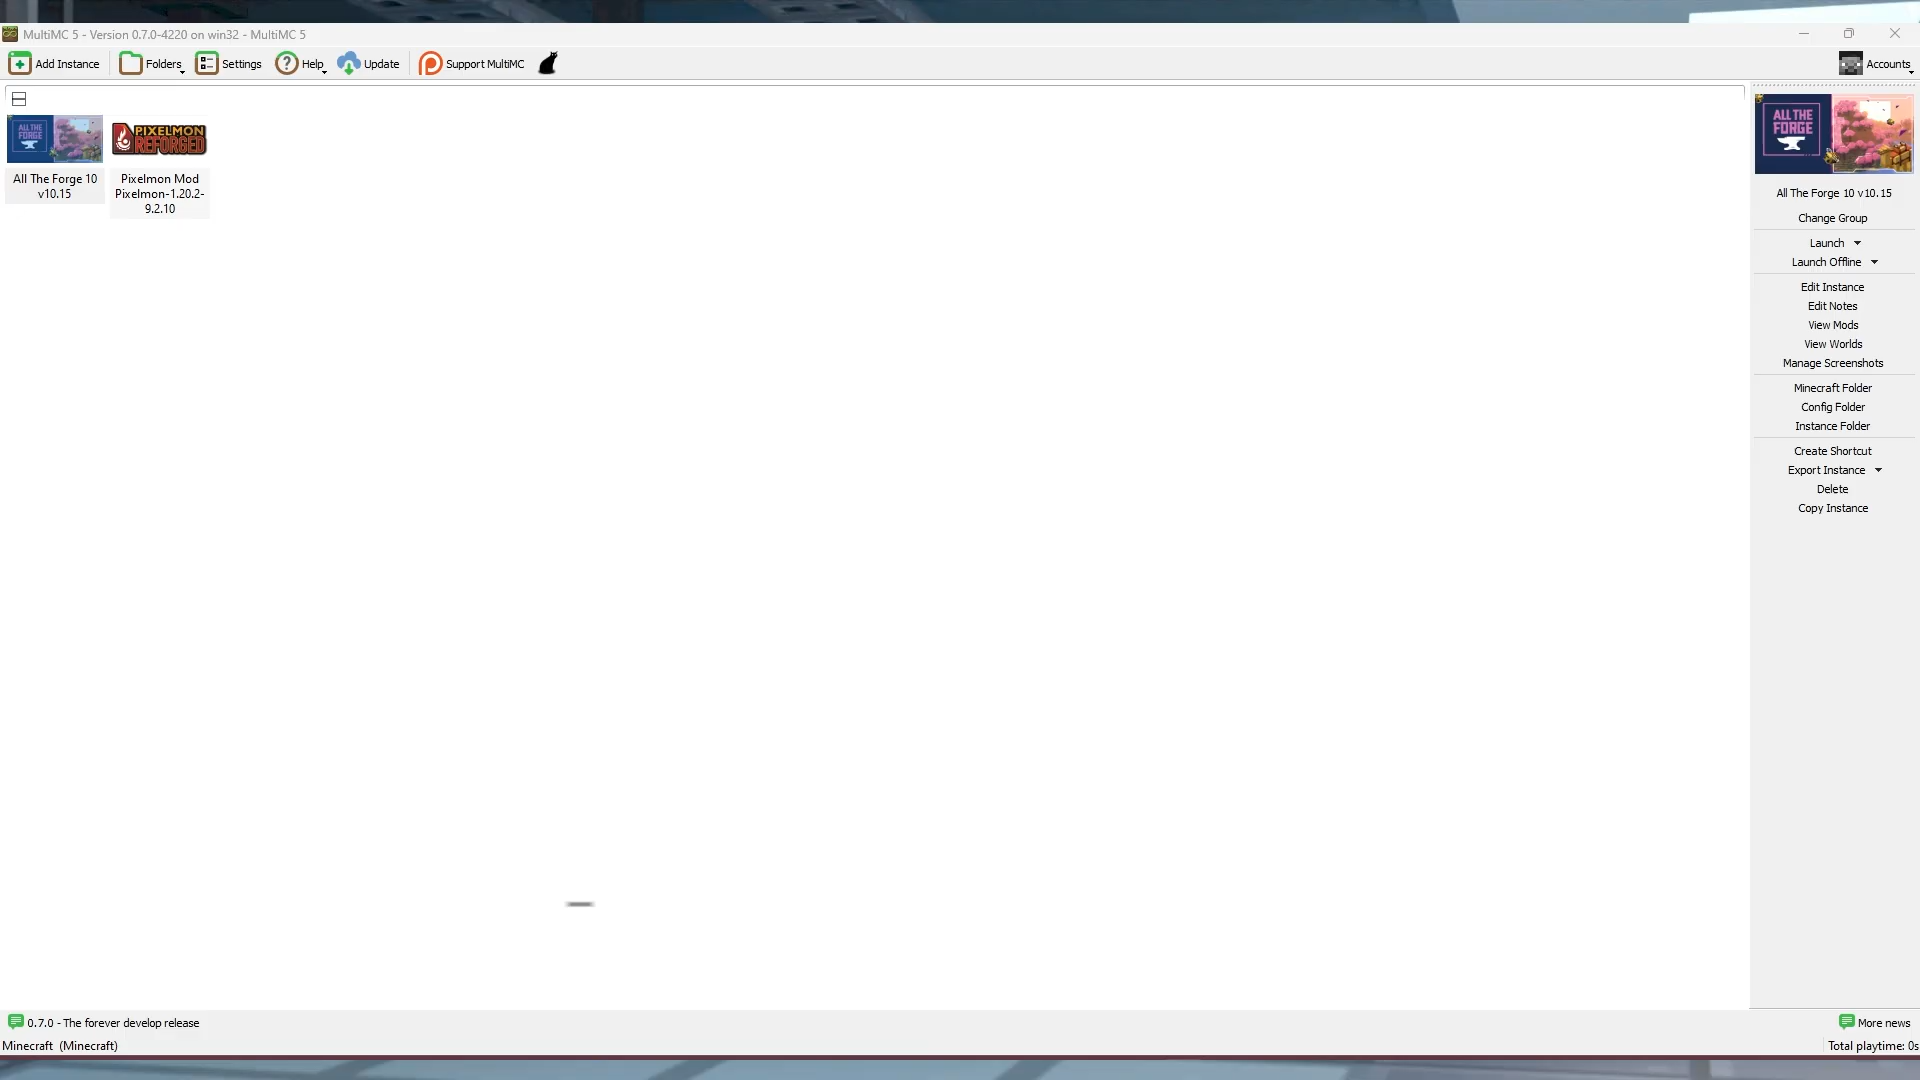 MultiMC 5 - Version 0.7.0-4220 on win32 - MultiMC 5
Add Instance
Folders
Settings
Help
Update
Support MultiMC
Accounts
ALL THE
FORGE
PIXELMON
REFORGED
All The Forge 10
v10.15
Pixelmon Mod
Pixelmon-1.20.2-
9.2.10
ALL THE
FORGE
All The Forge 10 v10.15
Change Group
Launch
Launch Offline
Edit Instance
Edit Notes
View Mods
View Worlds
Manage Screenshots
Minecraft Folder
Config Folder
Instance Folder
Create Shortcut
Export Instance
Delete
Copy Instance
0.7.0 - The forever develop release
More news
Minecraft (Minecraft)
Total playtime: 0s